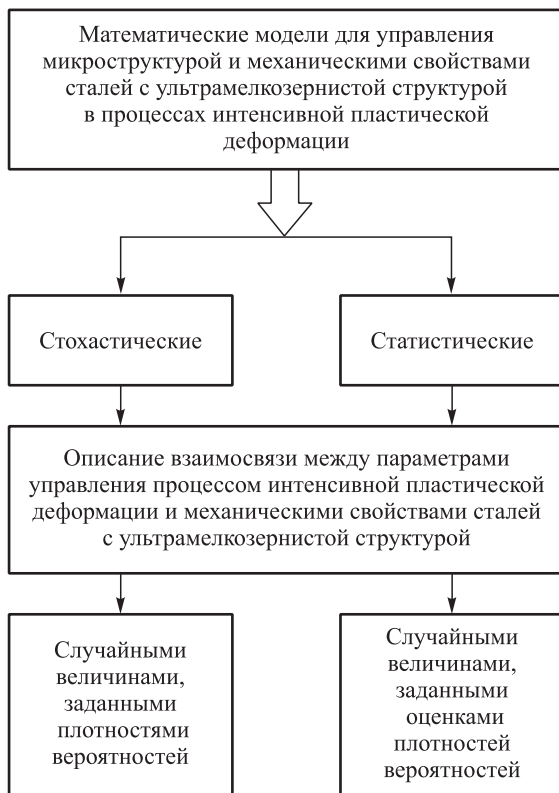 Математические модели для управления
микроструктурой и механическими свойствами
сталей с ультрамелкозернистой структурой
в процессах интенсивной пластической
деформации
Стохастические
Статистические
Описание взаимосвязи между параметрами
управления процессом интенсивной пластической
деформации и механическими свойствами сталей
с ультрамелкозернистой структурой
Случайными
величинами,
заданными
плотностями
вероятностей
Случайными
величинами,
заданными
оценками
плотностей
вероятностей